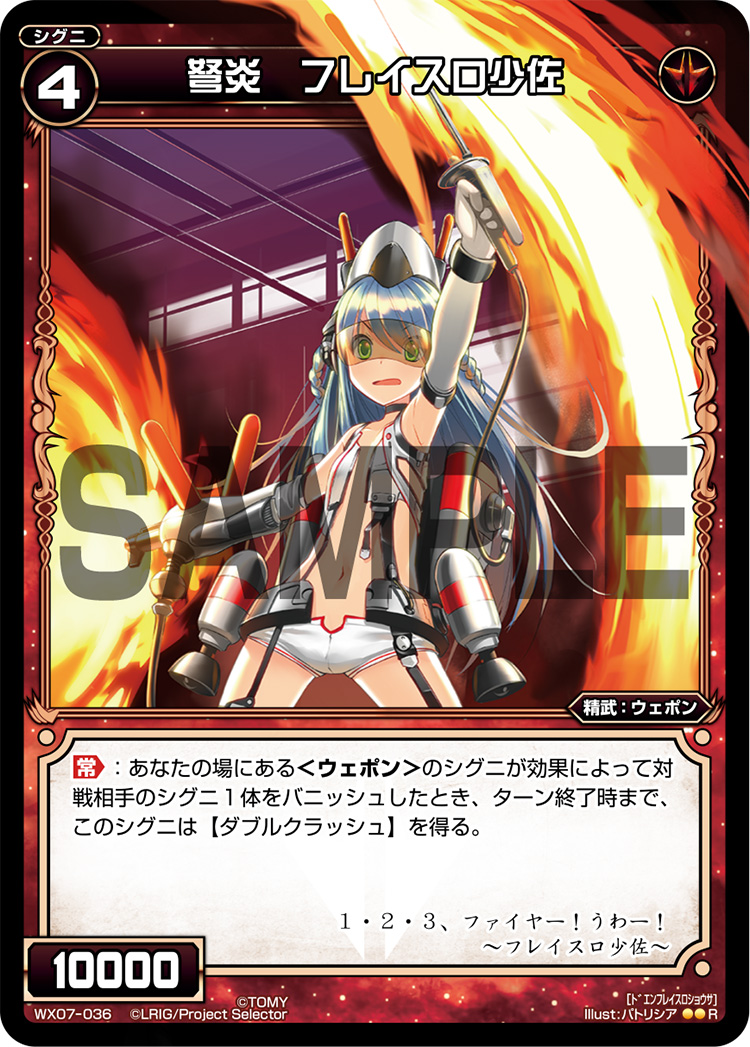 シグニ
4
弩炎　フレイスロ少佐
SAMPLE
精武：ウェポン
常：あなたの場にある＜ウェポン＞のシグニが効果によって対
戦相手のシグニ１体をバニッシュしたとき、ターン終了時まで、
このシグニは【ダブルクラッシュ】を得る。
１・２・３、ファイヤー！うわー！
～フレイスロ少佐～
10000
WX07-036 ©LRIG/Project Selector
©TOMY
[ﾄﾞｴﾝﾌﾚｲｽﾛｼｮｳｻ]
illust:パトリシア R